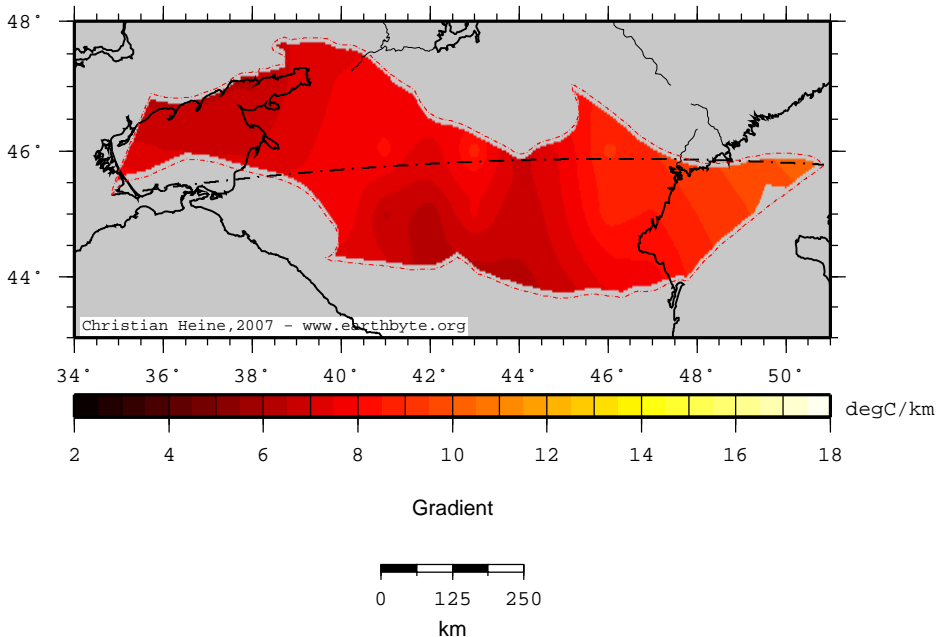 48°
46°
44°
Christian Heine,2007 - www.earthbyte.org
34° 36° 38° 40° 42° 44° 46° 48° 50°
degC/km
2 4 6 8 10 12 14 16 18
Gradient
0 125 250
km